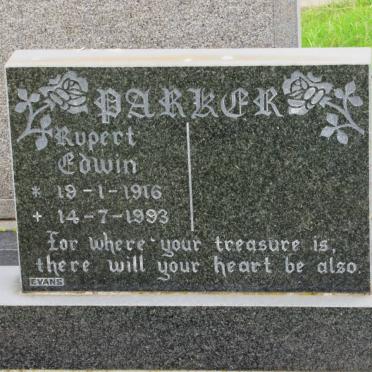 PARKER
Rupert
Edwin
* 19-1-1916
+ 14-7-1993
For where your treasure is,
there will your heart be also.
EVANS